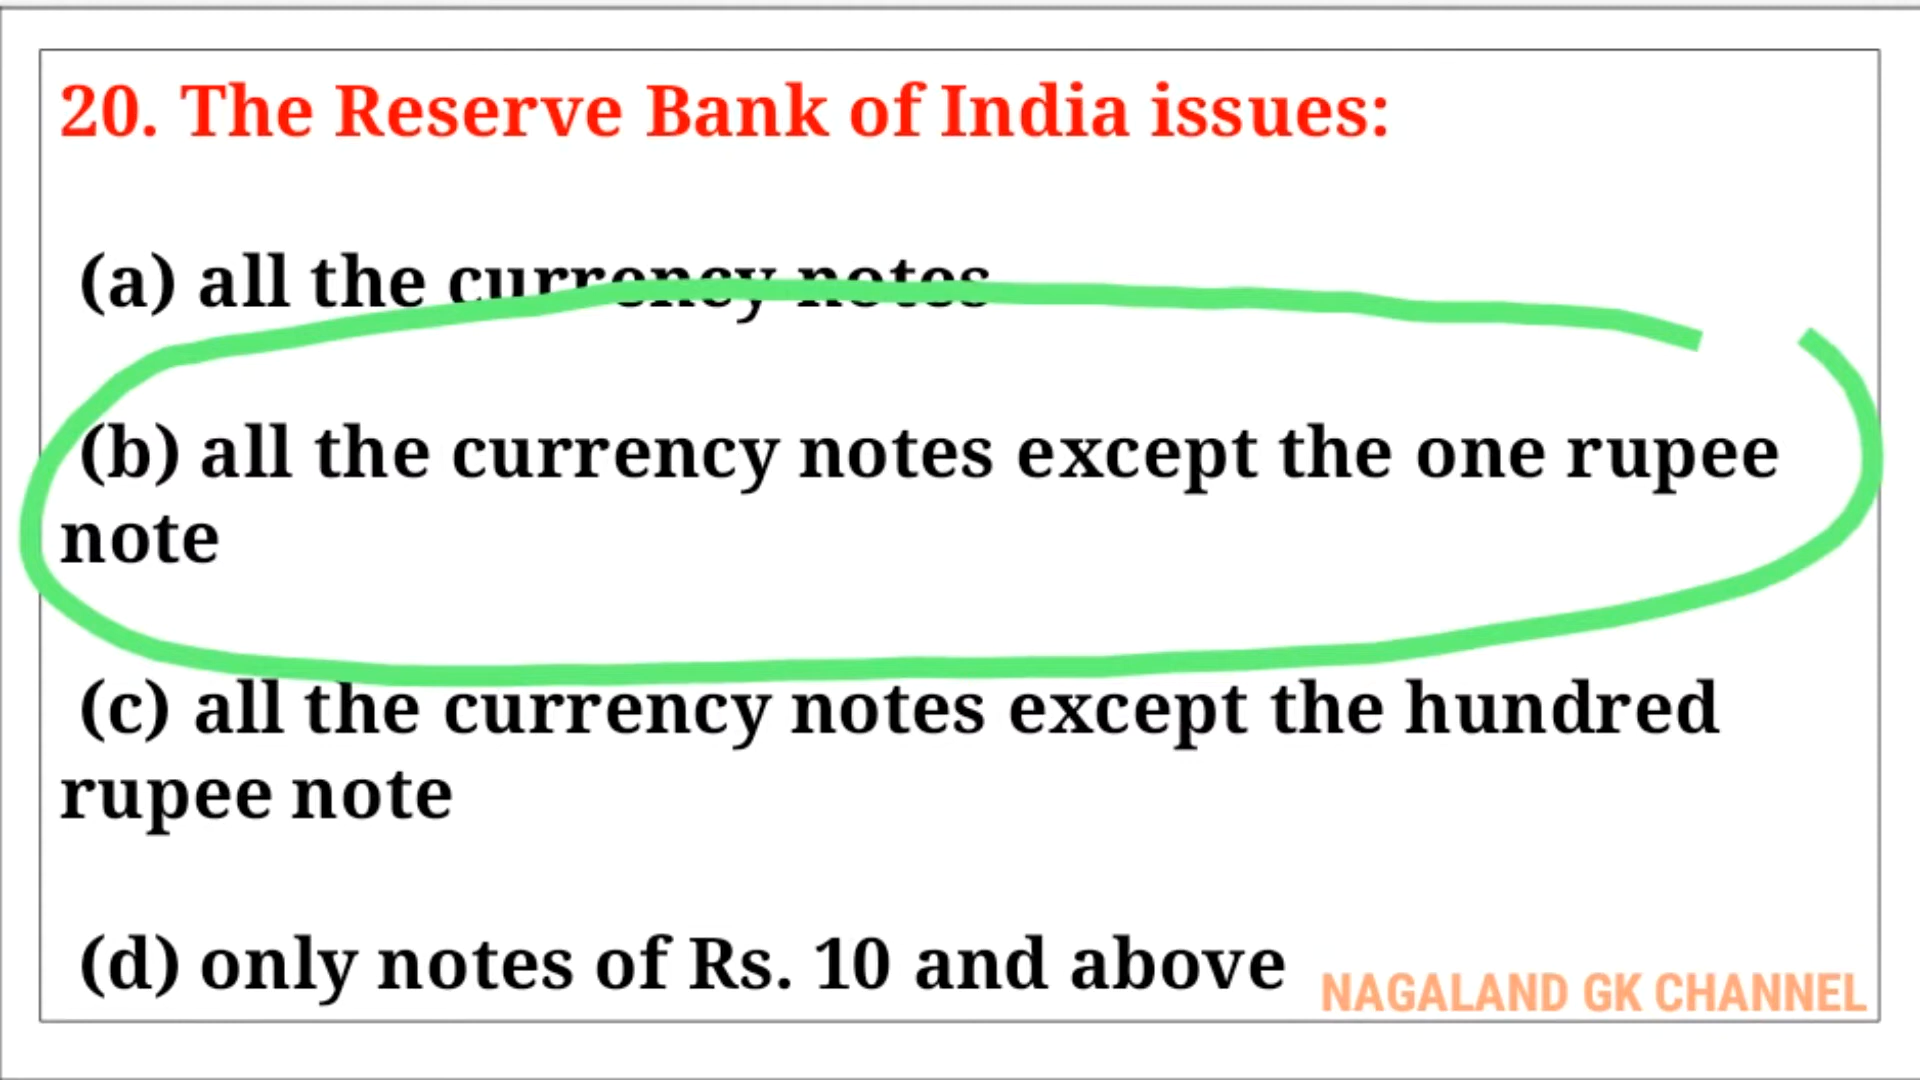 20. The Reserve Bank of India issues:
(a) all the currency notes
(b) all the currency notes except the one rupee
note
(c) all the currency notes except the hundred
rupee note
(d) only notes of Rs. 10 and above
NAGALAND GK CHANNEL